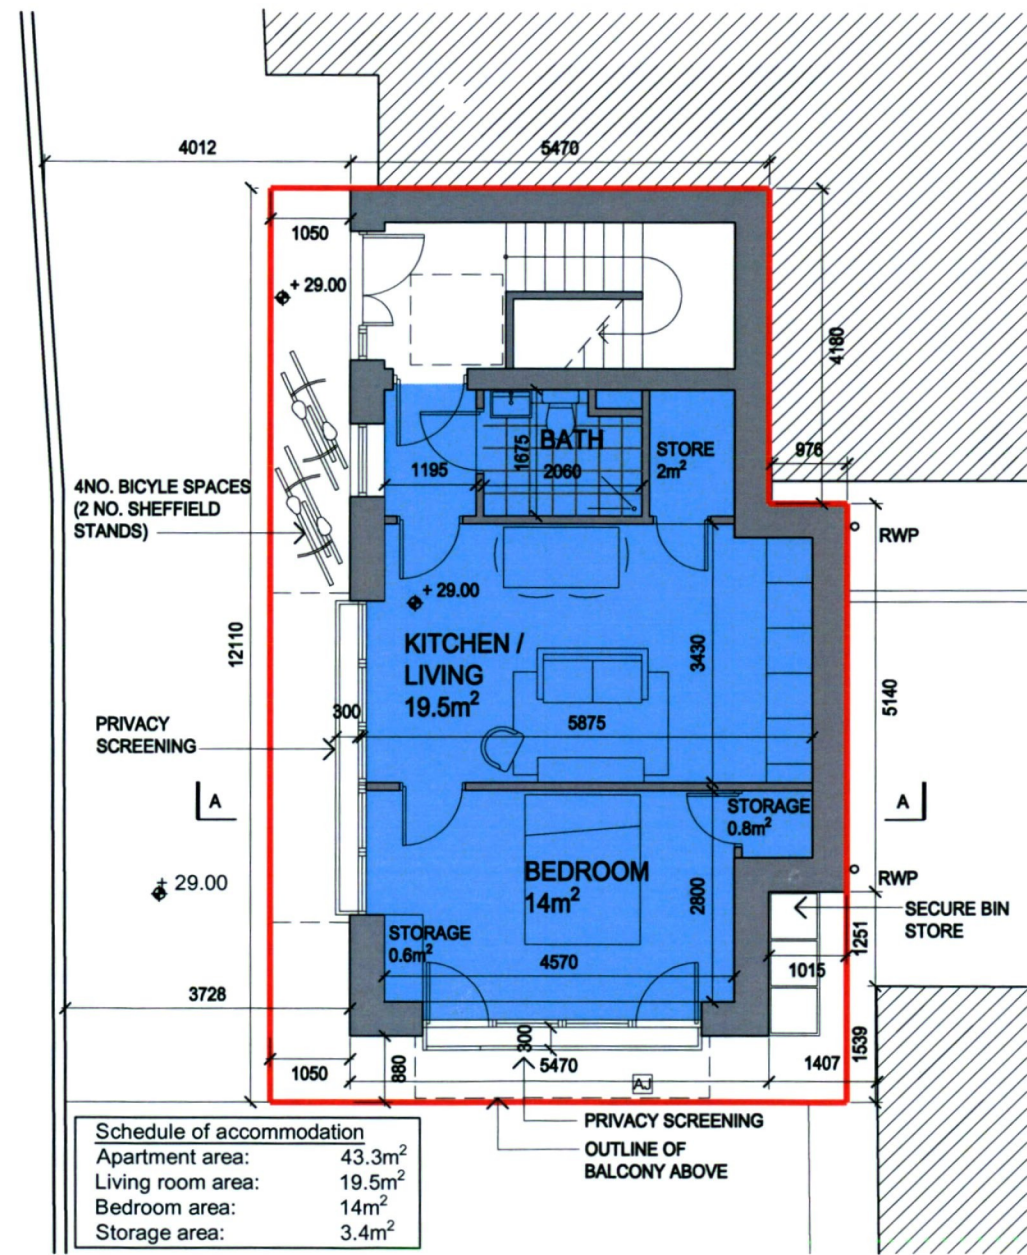 4012
5470
1050
+ 29.00
4180
976
BATH
1675
2060
1195
STORE
2m²
4NO. BICYLE SPACES
(2 NO. SHEFFIELD
STANDS)
RWP
+ 29.00
12110
KITCHEN /
LIVING
19.5m²
3430
5140
300
5875
PRIVACY
SCREENING
A
STORAGE
0.8m²
A
+ 29.00
BEDROOM
14m²
2800
RWP
SECURE BIN
STORE
STORAGE
0.6m²
4570
1251
1015
3728
300
1539
1050
880
5470
1407
AJ
PRIVACY SCREENING
OUTLINE OF
BALCONY ABOVE
Schedule of accommodation
Apartment area: 43.3m²
Living room area: 19.5m²
Bedroom area: 14m²
Storage area: 3.4m²